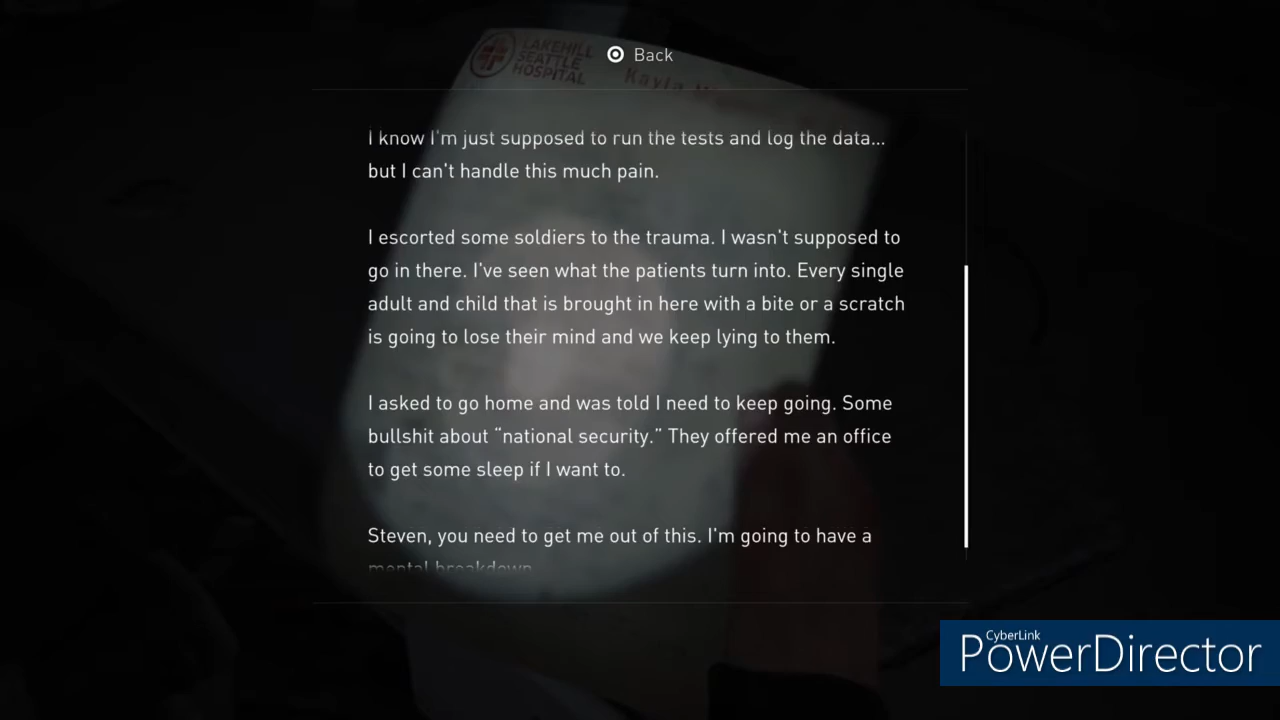 LAKEHILL
SEATTLE
HOSPITAL
Back
Kayla
I know I'm just supposed to run the tests and log the data...
but I can't handle this much pain.
I escorted some soldiers to the trauma. I wasn't supposed to
go in there. I've seen what the patients turn into. Every single
adult and child that is brought in here with a bite or a scratch
is going to lose their mind and we keep lying to them.
I asked to go home and was told I need to keep going. Some
bullshit about “national security.” They offered me an office
to get some sleep if I want to.
Steven, you need to get me out of this. I'm going to have a
mental breakdown
CyberLink
PowerDirector